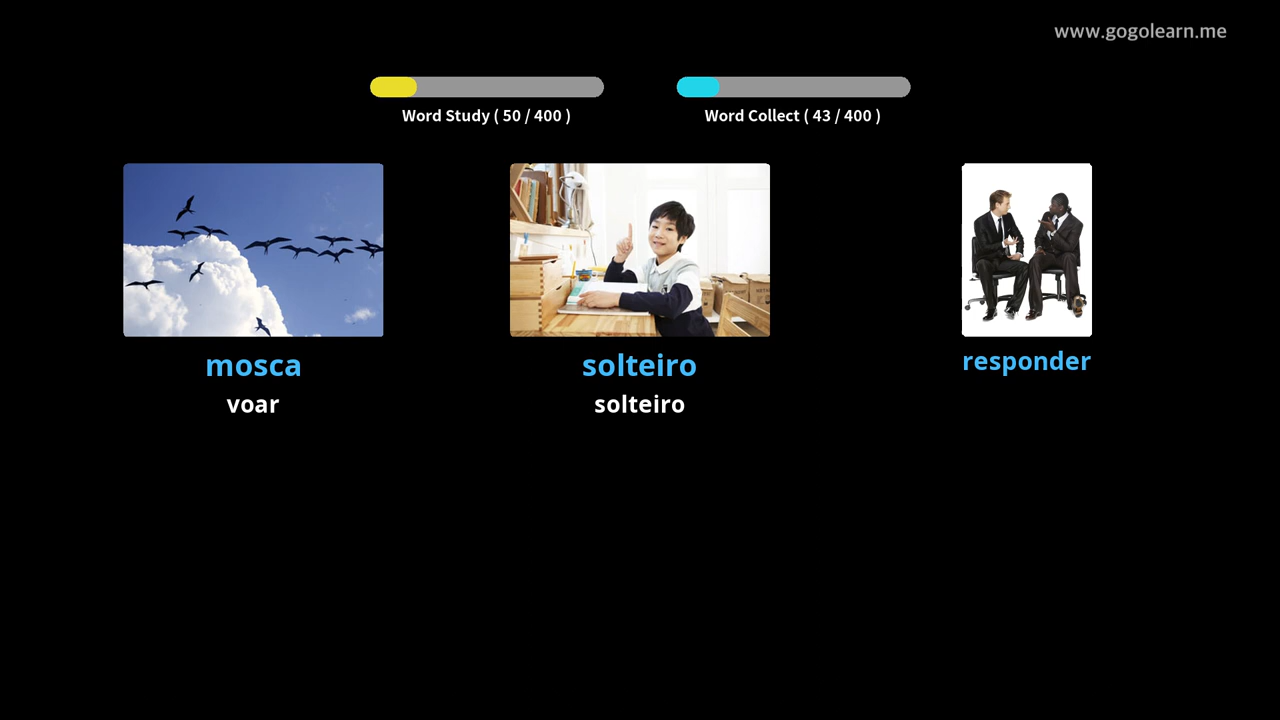 www.gogolearn.me
Word Study ( 50 / 400 )
Word Collect ( 43 / 400 )
mosca
voar
solteiro
solteiro
responder